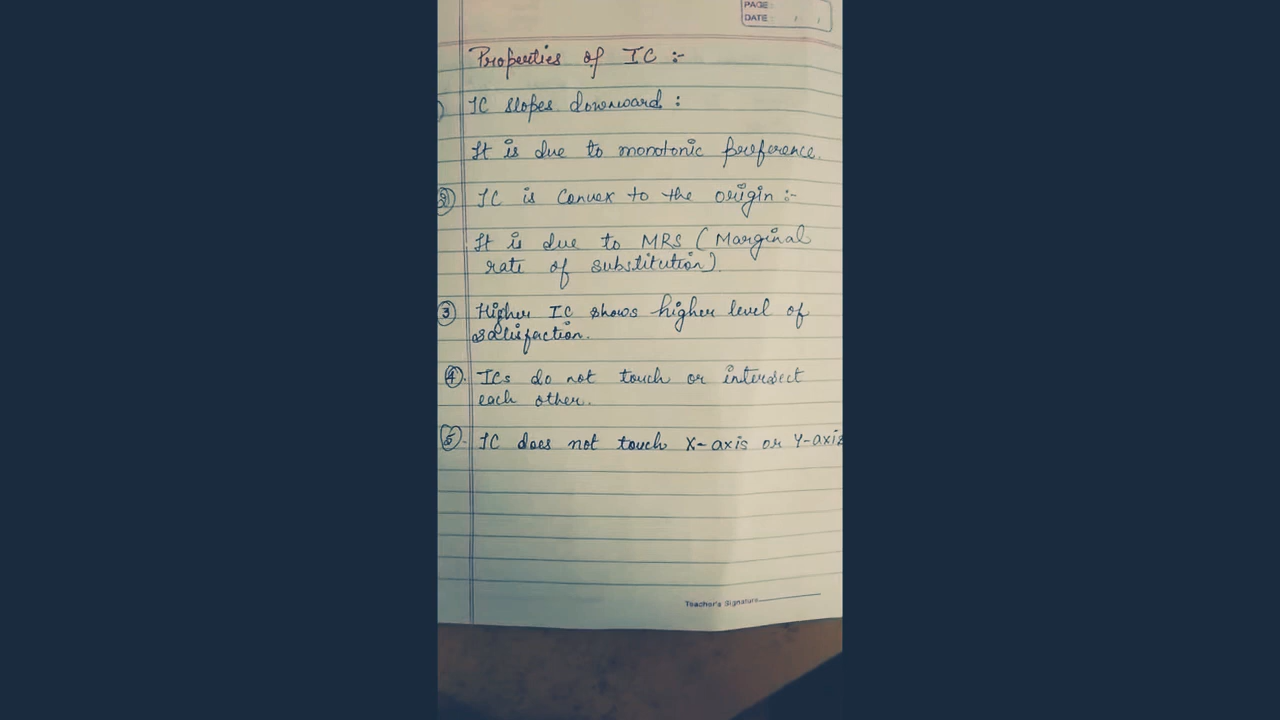 PAGE:
DATE: / /
Properties of IC :-
) IC slopes downward :
It is due to monotonic preference.
② IC is convex to the origin :-
It is due to MRS (Marginal
rate of substitution).
③ Higher IC shows higher level of
satisfaction.
④. ICs do not touch or intersect
each other.
⑤. IC does not touch X-axis or Y-axis
Teacher's Signature